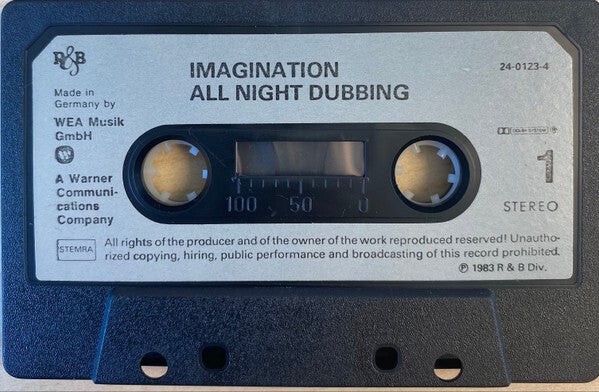 R&B
IMAGINATION
ALL NIGHT DUBBING
24-0123-4
Made in
Germany by
WEA Musik
GmbH
A Warner
Communi-
cations
Company
DOLBY SYSTEM
1
STEREO
100 50 0
STEMRA
All rights of the producer and of the owner of the work reproduced reserved! Unautho-
rized copying, hiring, public performance and broadcasting of this record prohibited.
℗ 1983 R & B Div.